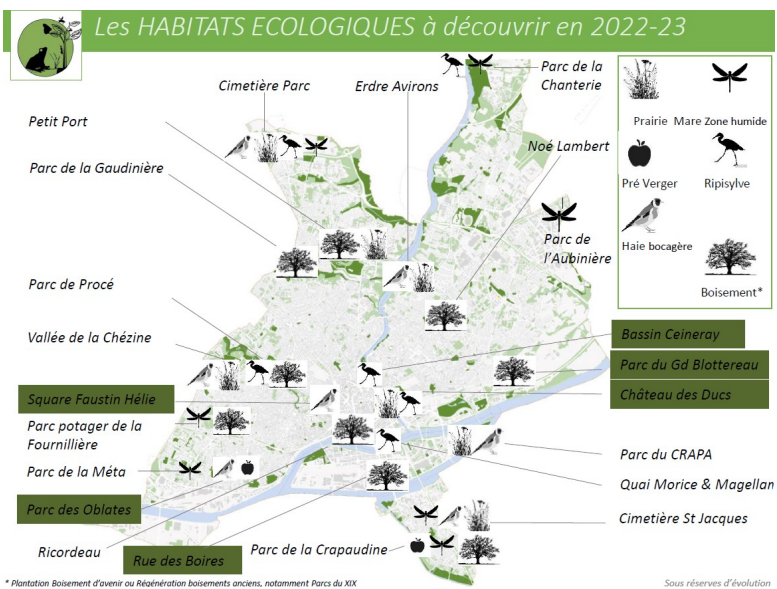 Les HABITATS ECOLOGIQUES à découvrir en 2022-23
Cimetière Parc
Erdre Avirons
Parc de la
Chanterie
Petit Port
Parc de la Gaudinière
Noé Lambert
Parc de
l'Aubinière
Parc de Procé
Vallée de la Chézine
Square Faustin Hélie
Parc potager de la
Fournillière
Parc de la Méta
Parc des Oblates
Ricordeau
Rue des Boires
Parc de la Crapaudine
Prairie
Mare Zone humide
Pré Verger
Ripisylve
Haie bocagère
Boisement*
Bassin Ceineray
Parc du Gd Blottereau
Château des Ducs
Parc du CRAPA
Quai Morice & Magellan
Cimetière St Jacques
* Plantation Boisement d'avenir ou Régénération boisements anciens, notamment Parcs du XIX
Sous réserves d'évolution